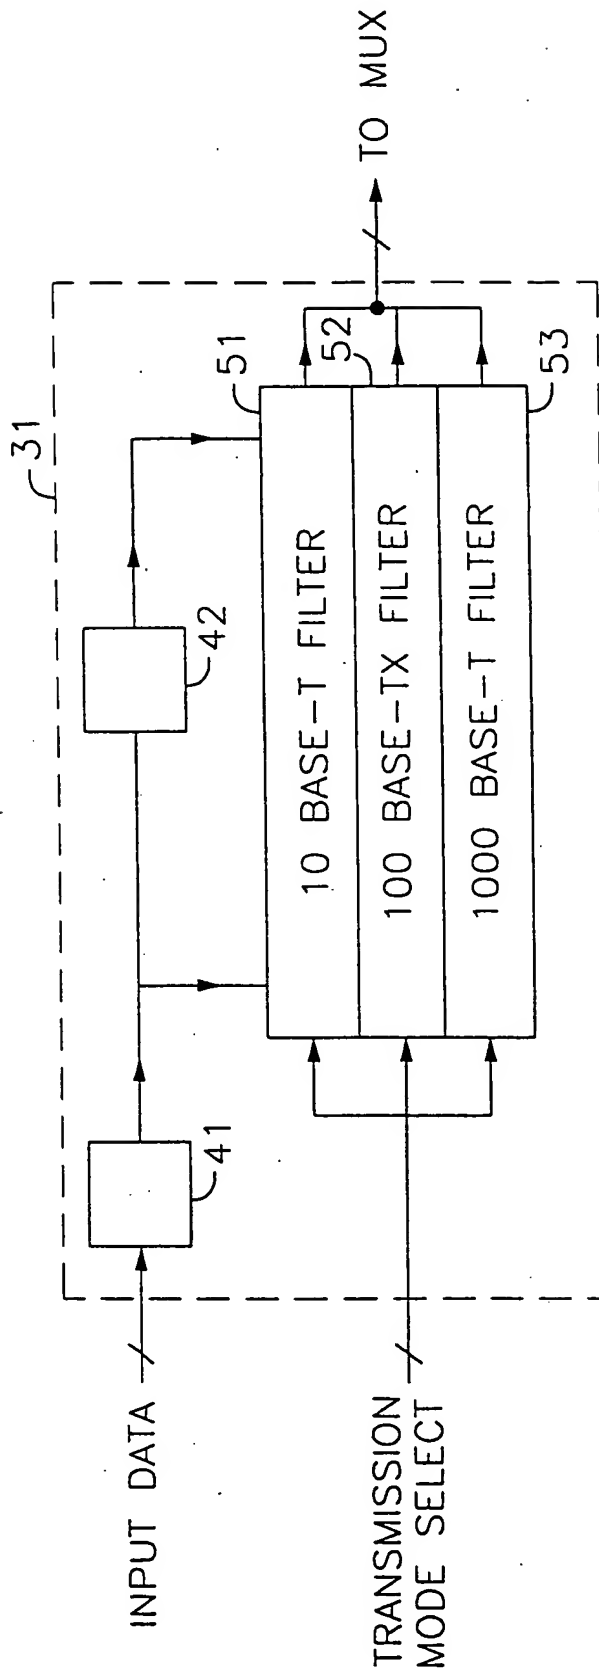 31
INPUT DATA
41
42
51
52
53
10 BASE-T FILTER
100 BASE-TX FILTER
1000 BASE-T FILTER
TRANSMISSION
MODE SELECT
TO MUX